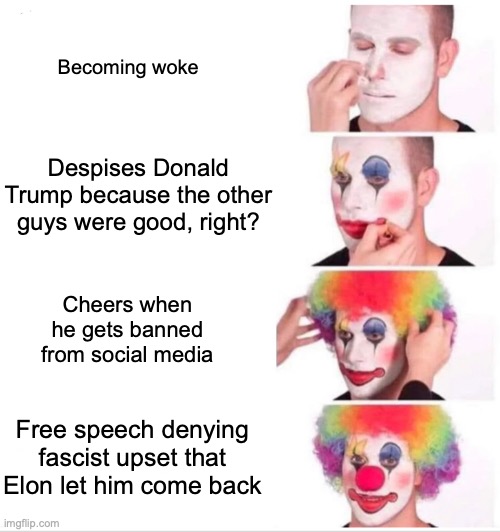 Becoming woke
Despises Donald
Trump because the other
guys were good, right?
Cheers when
he gets banned
from social media
Free speech denying
fascist upset that
Elon let him come back
imgflip.com